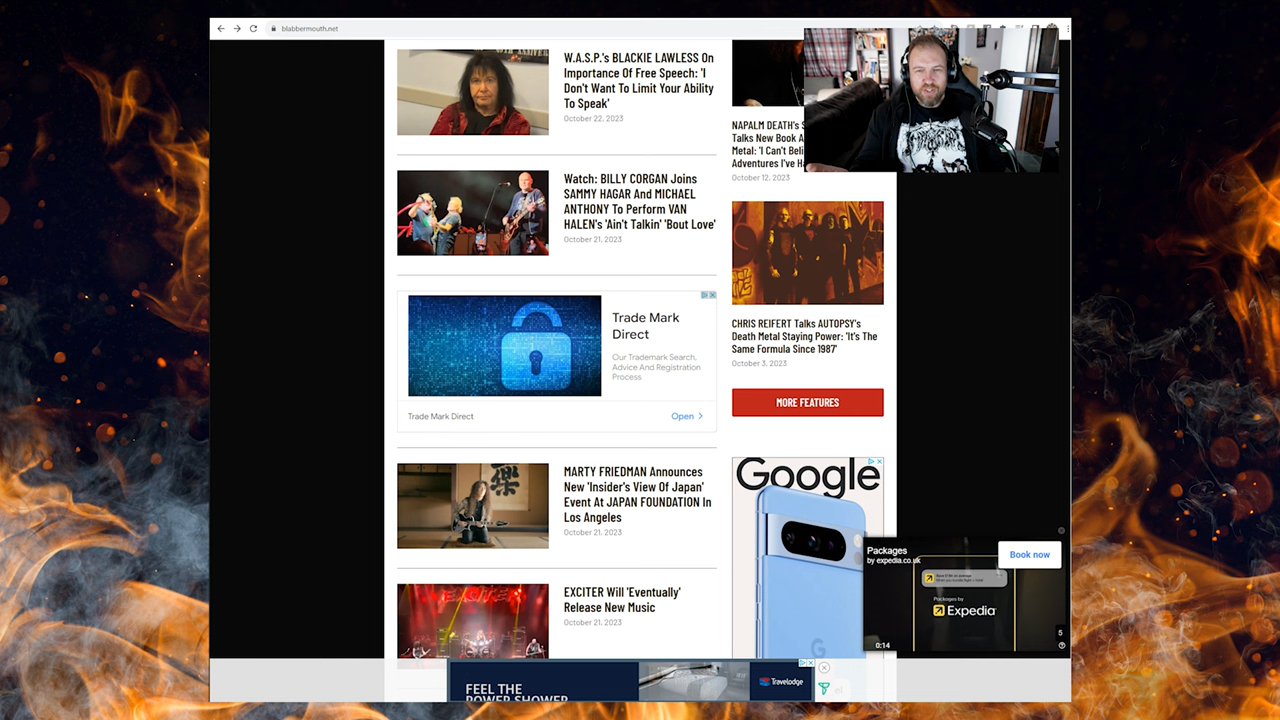 blabbermouth.net
W.A.S.P.'s BLACKIE LAWLESS On
Importance Of Free Speech: 'I
Don't Want To Limit Your Ability
To Speak'
October 22, 2023
Watch: BILLY CORGAN Joins
SAMMY HAGAR And MICHAEL
ANTHONY To Perform VAN
HALEN's 'Ain't Talkin' 'Bout Love'
October 21, 2023
Trade Mark
Direct
Our Trademark Search,
Advice And Registration
Process
Trade Mark Direct
Open
MARTY FRIEDMAN Announces
New 'Insider's View Of Japan'
Event At JAPAN FOUNDATION In
Los Angeles
October 21, 2023
EXCITER
EXCITER Will 'Eventually'
Release New Music
October 21, 2023
NAPALM DEATH's
Talks New Book
Metal: 'I Can't
Adventures I've
October 12, 2023
CHRIS REIFERT Talks AUTOPSY's
Death Metal Staying Power: 'It's The
Same Formula Since 1987'
October 3, 2023
MORE FEATURES
Google
G
Packages
by expedia.co.uk
Book now
Packages by
Expedia
5
0:14
FEEL THE
POWER SHOWER
Travelodge